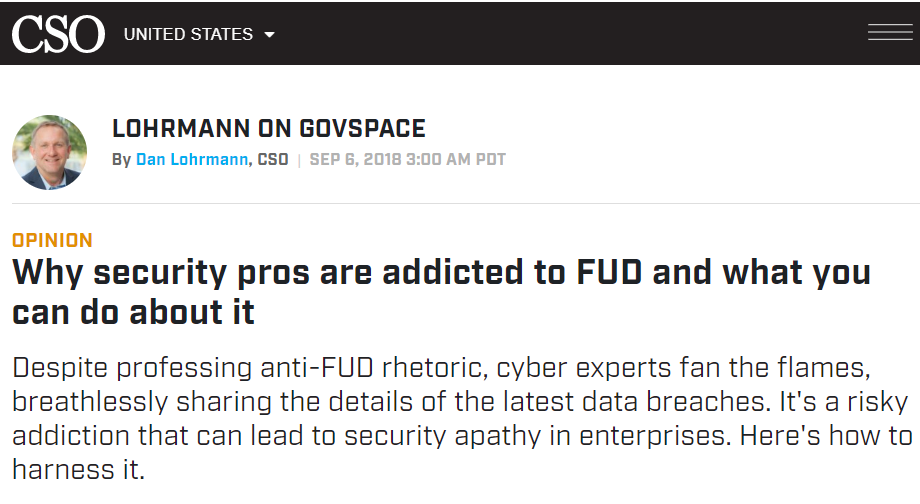 CSO UNITED STATES
LOHRMANN ON GOVSPACE
By Dan Lohrmann, CSO | SEP 6, 2018 3:00 AM PDT
OPINION
Why security pros are addicted to FUD and what you
can do about it
Despite professing anti-FUD rhetoric, cyber experts fan the flames,
breathlessly sharing the details of the latest data breaches. It's a risky
addiction that can lead to security apathy in enterprises. Here's how to
harness it.